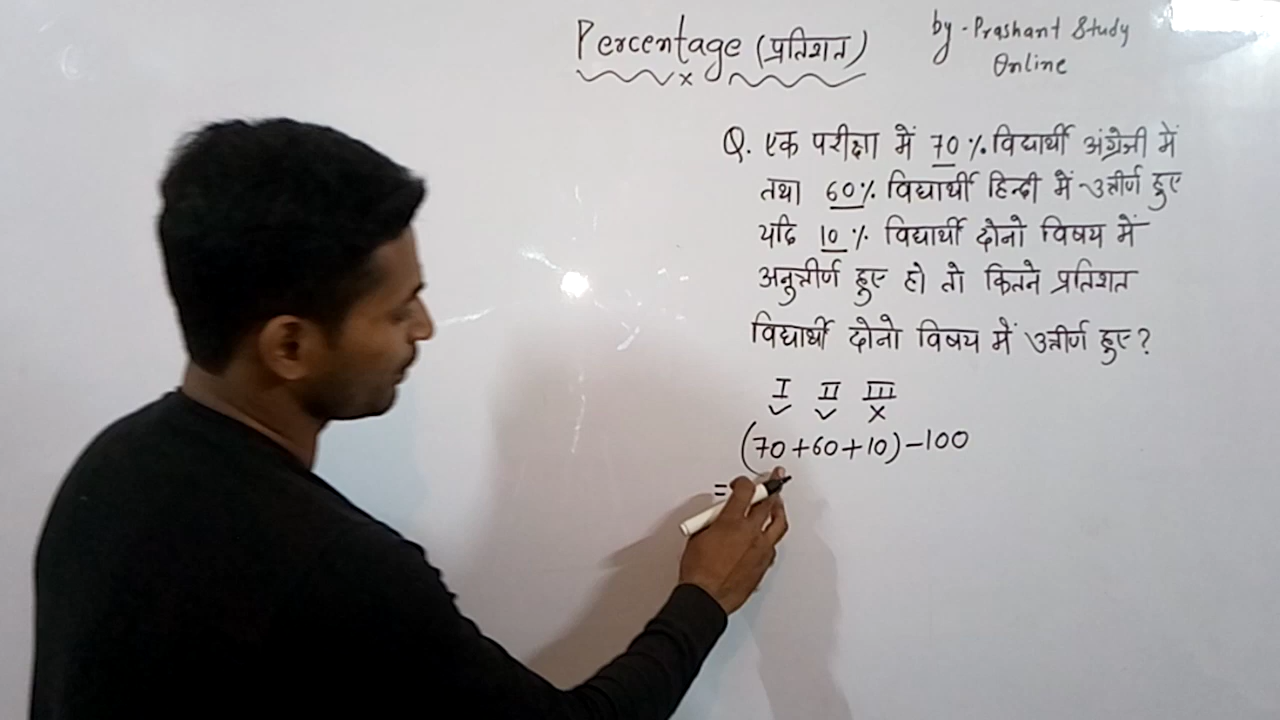 Percentage (प्रतिशत)
by - Prashant Study
Online
Q. एक परीक्षा में 70 % विद्यार्थी अंग्रेजी में
तथा 60% विद्यार्थी हिन्दी में उत्तीर्ण हुए
यदि 10 % विद्यार्थी दोनो विषय में
अनुत्तीर्ण हुए हो तो कितने प्रतिशत
विद्यार्थी दोनो विषय में उत्तीर्ण हुए?
I II III
✓ ✓ X
(70+60+10)-100
=